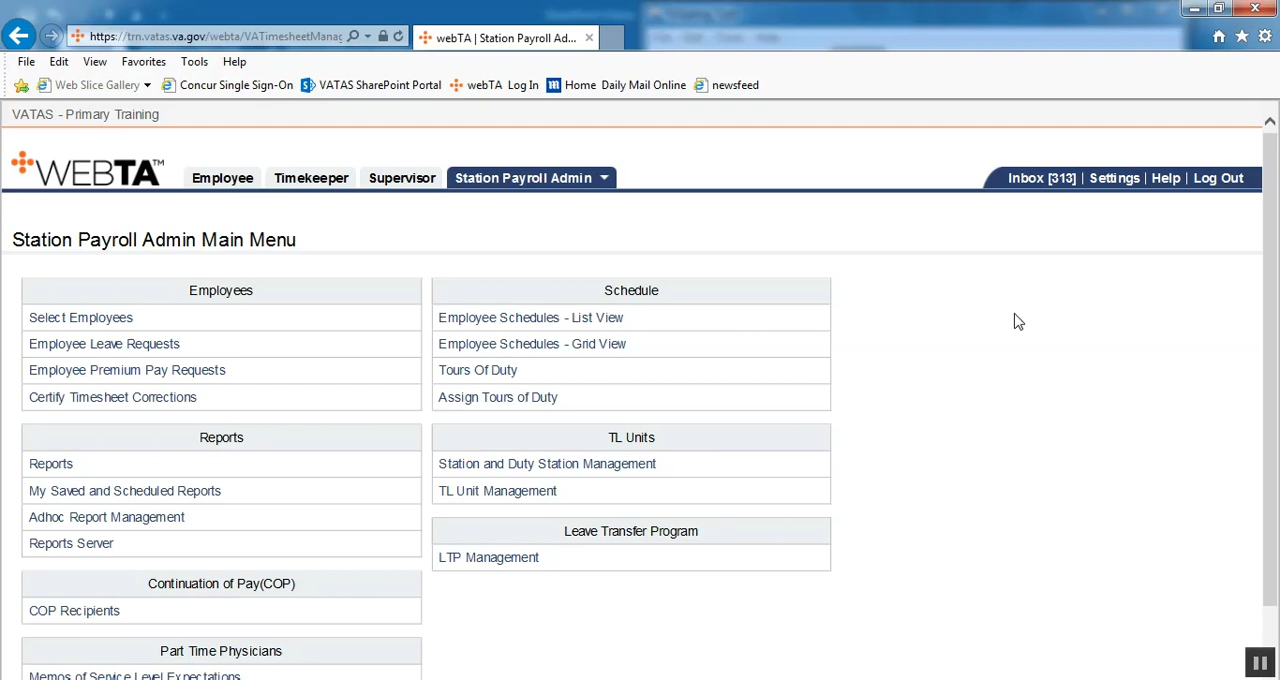 https://trn.vatas.va.gov/webta/VATimesheetManag
webTA | Station Payroll Ad...
File Edit View Favorites Tools Help
Web Slice Gallery Concur Single Sign-On VATAS SharePoint Portal webTA Log In Home Daily Mail Online newsfeed
VATAS - Primary Training
WEBTA™ Employee Timekeeper Supervisor Station Payroll Admin Inbox [313] | Settings | Help | Log Out
Station Payroll Admin Main Menu
Employees
Select Employees
Employee Leave Requests
Employee Premium Pay Requests
Certify Timesheet Corrections
Reports
Reports
My Saved and Scheduled Reports
Adhoc Report Management
Reports Server
Continuation of Pay(COP)
COP Recipients
Part Time Physicians
Memos of Service Level Expectations
Schedule
Employee Schedules - List View
Employee Schedules - Grid View
Tours Of Duty
Assign Tours of Duty
TL Units
Station and Duty Station Management
TL Unit Management
Leave Transfer Program
LTP Management